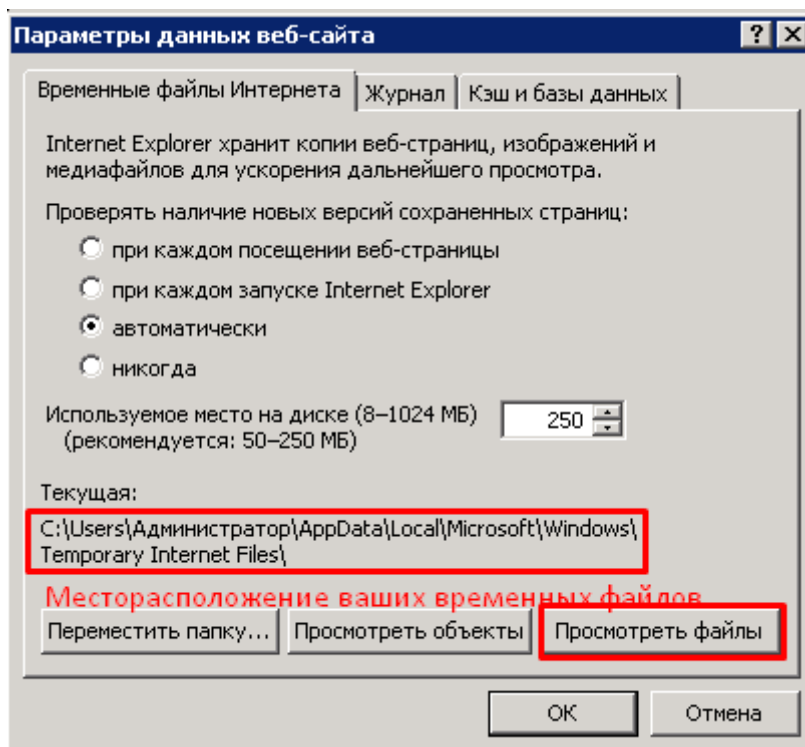 Параметры данных веб-сайта
Временные файлы Интернета
Журнал
Кэш и базы данных
Internet Explorer хранит копии веб-страниц, изображений и
медиафайлов для ускорения дальнейшего просмотра.
Проверять наличие новых версий сохраненных страниц:
при каждом посещении веб-страницы
при каждом запуске Internet Explorer
автоматически
никогда
Используемое место на диске (8–1024 МБ)
250
(рекомендуется: 50–250 МБ)
Текущая:
C:\Users\Администратор\AppData\Local\Microsoft\Windows\
Temporary Internet Files\
Месторасположение ваших временных файлов
Переместить папку...
Просмотреть объекты
Просмотреть файлы
ОК
Отмена